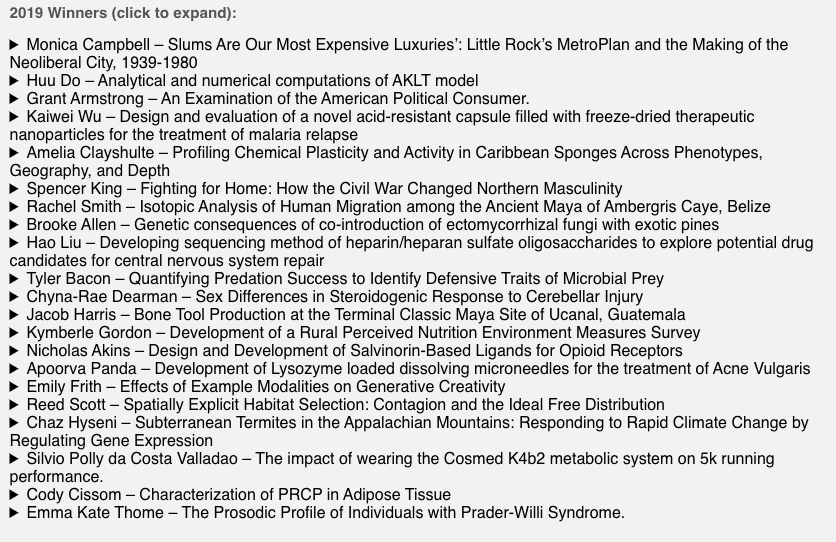 2019 Winners (click to expand):
▶ Monica Campbell – Slums Are Our Most Expensive Luxuries’: Little Rock’s MetroPlan and the Making of the
Neoliberal City, 1939-1980
▶ Huu Do – Analytical and numerical computations of AKLT model
▶ Grant Armstrong – An Examination of the American Political Consumer.
▶ Kaiwei Wu – Design and evaluation of a novel acid-resistant capsule filled with freeze-dried therapeutic
nanoparticles for the treatment of malaria relapse
▶ Amelia Clayshulte – Profiling Chemical Plasticity and Activity in Caribbean Sponges Across Phenotypes,
Geography, and Depth
▶ Spencer King – Fighting for Home: How the Civil War Changed Northern Masculinity
▶ Rachel Smith – Isotopic Analysis of Human Migration among the Ancient Maya of Ambergris Caye, Belize
▶ Brooke Allen – Genetic consequences of co-introduction of ectomycorrhizal fungi with exotic pines
▶ Hao Liu – Developing sequencing method of heparin/heparan sulfate oligosaccharides to explore potential drug
candidates for central nervous system repair
▶ Tyler Bacon – Quantifying Predation Success to Identify Defensive Traits of Microbial Prey
▶ Chyna-Rae Dearman – Sex Differences in Steroidogenic Response to Cerebellar Injury
▶ Jacob Harris – Bone Tool Production at the Terminal Classic Maya Site of Ucanal, Guatemala
▶ Kymberle Gordon – Development of a Rural Perceived Nutrition Environment Measures Survey
▶ Nicholas Akins – Design and Development of Salvinorin-Based Ligands for Opioid Receptors
▶ Apoorva Panda – Development of Lysozyme loaded dissolving microneedles for the treatment of Acne Vulgaris
▶ Emily Frith – Effects of Example Modalities on Generative Creativity
▶ Reed Scott – Spatially Explicit Habitat Selection: Contagion and the Ideal Free Distribution
▶ Chaz Hyseni – Subterranean Termites in the Appalachian Mountains: Responding to Rapid Climate Change by
Regulating Gene Expression
▶ Silvio Polly da Costa Valladao – The impact of wearing the Cosmed K4b2 metabolic system on 5k running
performance.
▶ Cody Cissom – Characterization of PRCP in Adipose Tissue
▶ Emma Kate Thome – The Prosodic Profile of Individuals with Prader-Willi Syndrome.